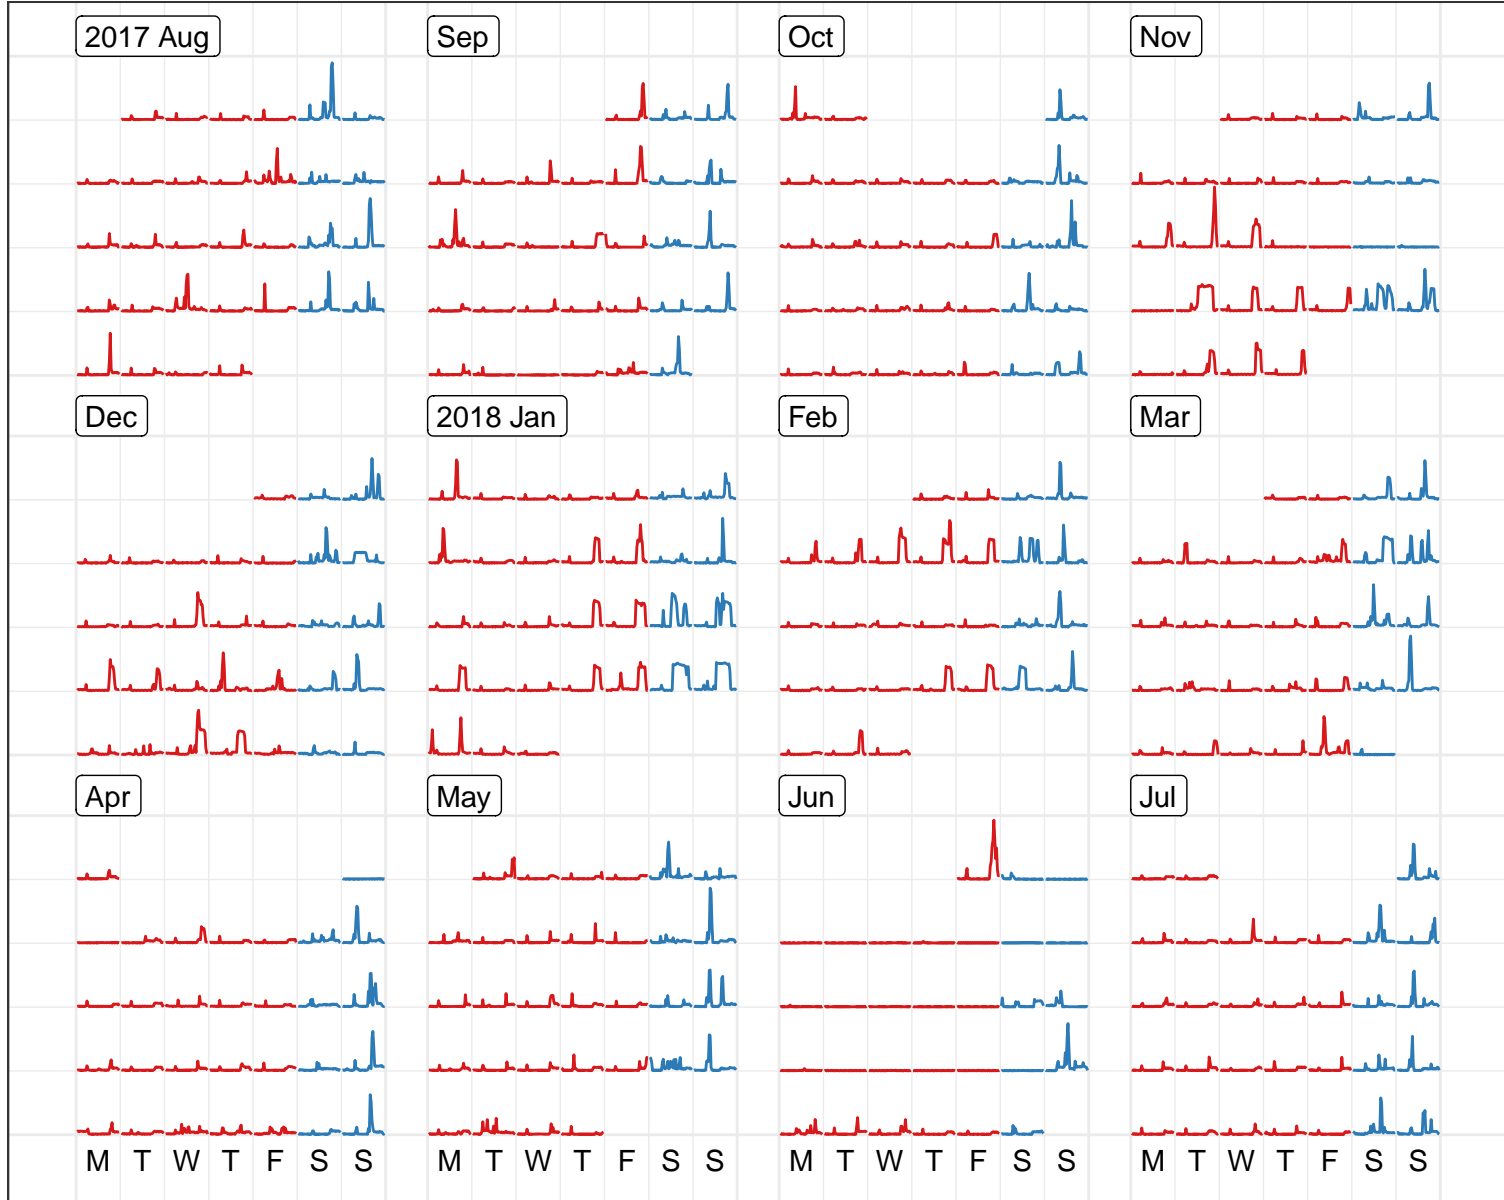 2017 Aug Sep Oct Nov
Dec 2018 Jan Feb Mar
Apr May Jun Jul
M T W T F S S M T W T F S S M T W T F S S M T W T F S S